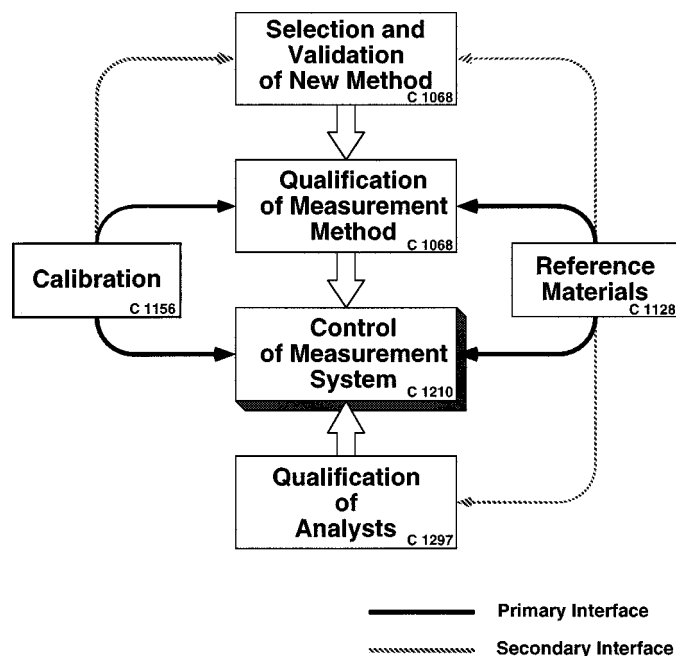 Selection and
Validation
of New Method
C 1068
Qualification
of Measurement
Method
C 1068
Calibration
C 1156
Reference
Materials
C 1128
Control
of Measurement
System
C 1210
Qualification
of
Analysts
C 1297
Primary Interface
Secondary Interface